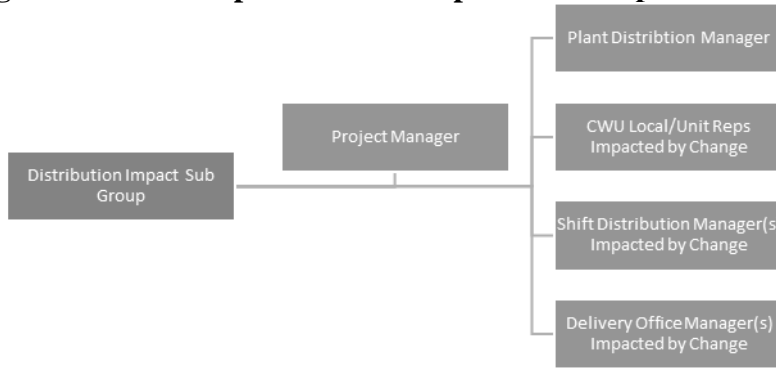 Project Manager
Distribution Impact Sub
Group
Plant Distribtion Manager
CWU Local/Unit Reps
Impacted by Change
Shift Distribution Manager(s
Impacted by Change
Delivery Office Manager(s)
Impacted by Change